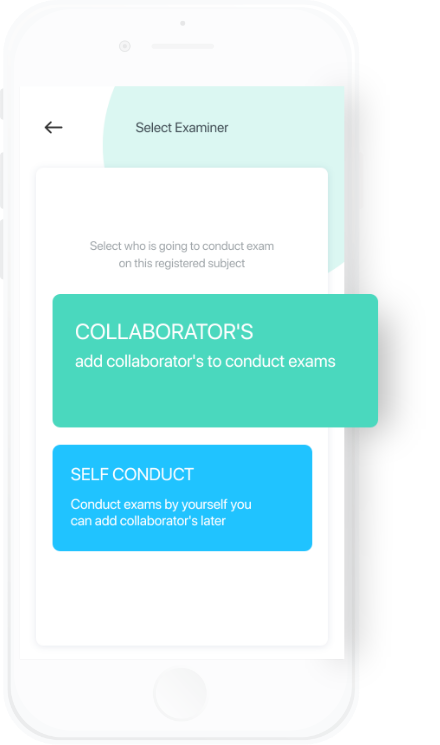 Select Examiner
Select who is going to conduct exam
on this registered subject
COLLABORATOR'S
add collaborator's to conduct exams
SELF CONDUCT
Conduct exams by yourself you
can add collaborator's later